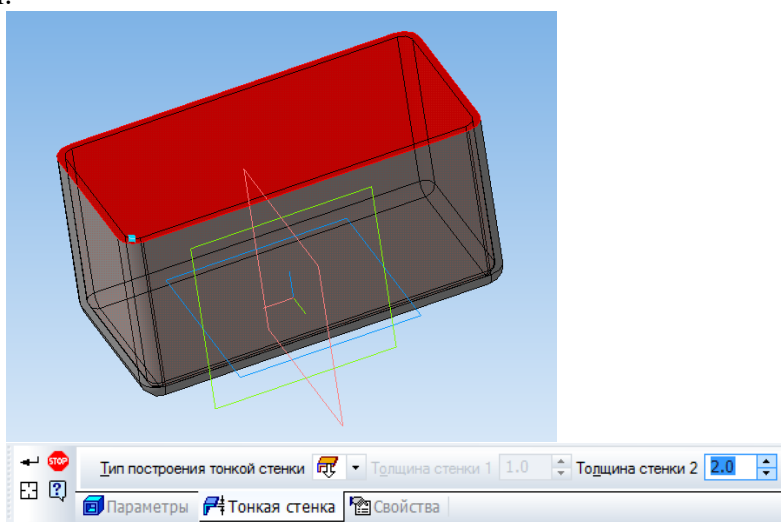 STOP
Тип построения тонкой стенки Толщина стенки 1 1.0 Толщина стенки 2 2.0
Параметры Тонкая стенка Свойства